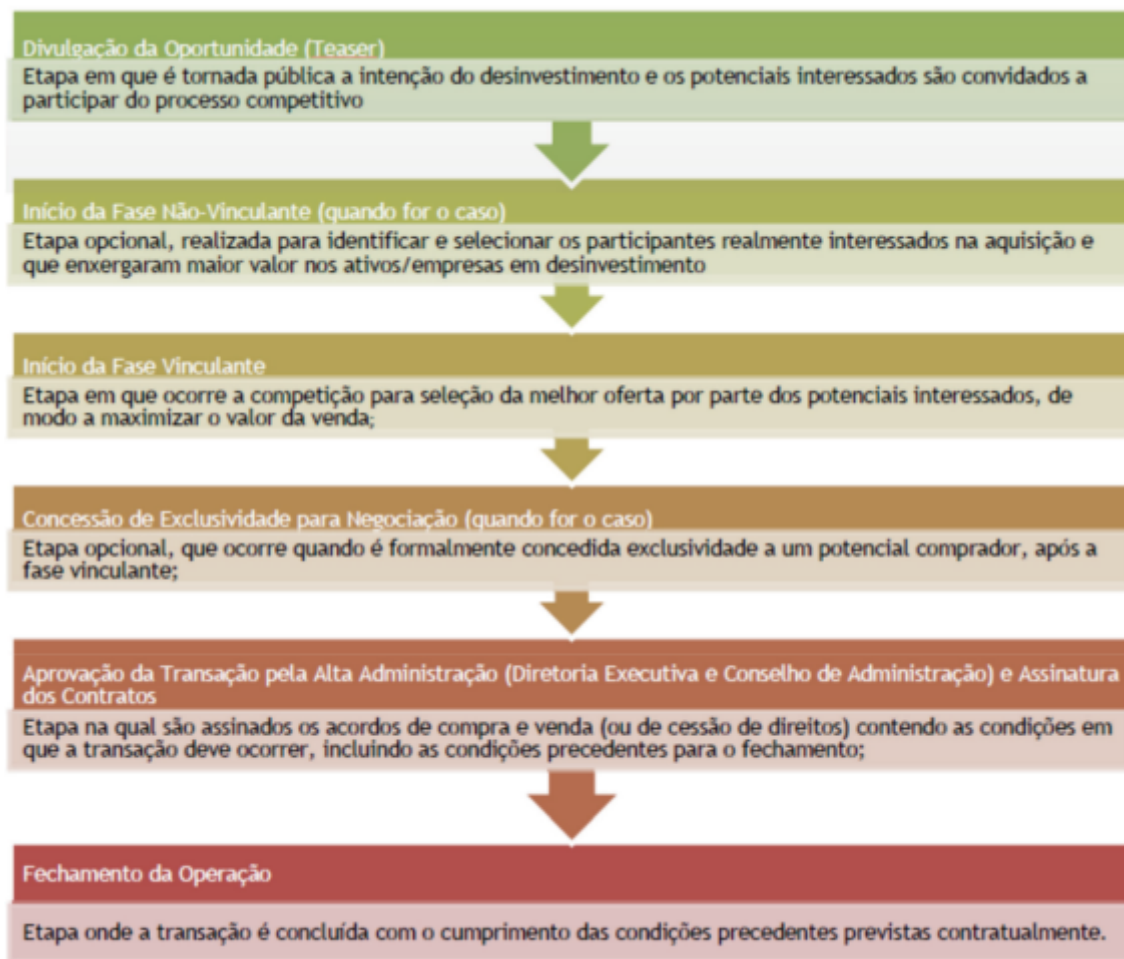 Divulgação da Oportunidade (Teaser)
Etapa em que é tornada pública a intenção do desinvestimento e os potenciais interessados são convidados a
participar do processo competitivo
Início da Fase Não-Vinculante (quando for o caso)
Etapa opcional, realizada para identificar e selecionar os participantes realmente interessados na aquisição e
que enxergaram maior valor nos ativos/empresas em desinvestimento
Início da Fase Vinculante
Etapa em que ocorre a competição para seleção da melhor oferta por parte dos potenciais interessados, de
modo a maximizar o valor da venda;
Concessão de Exclusividade para Negociação (quando for o caso)
Etapa opcional, que ocorre quando é formalmente concedida exclusividade a um potencial comprador, após a
fase vinculante;
Aprovação da Transação pela Alta Administração (Diretoria Executiva e Conselho de Administração) e Assinatura
dos Contratos
Etapa na qual são assinados os acordos de compra e venda (ou de cessão de direitos) contendo as condições em
que a transação deve ocorrer, incluindo as condições precedentes para o fechamento;
Fechamento da Operação
Etapa onde a transação é concluída com o cumprimento das condições precedentes previstas contratualmente.